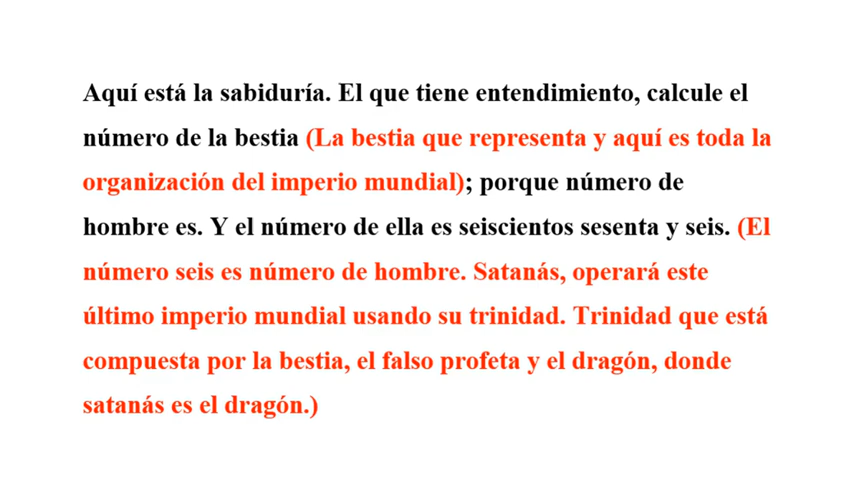 Aquí está la sabiduría. El que tiene entendimiento, calcule el
número de la bestia (La bestia que representa y aquí es toda la
organización del imperio mundial); porque número de
hombre es. Y el número de ella es seiscientos sesenta y seis. (El
número seis es número de hombre. Satanás, operará este
último imperio mundial usando su trinidad. Trinidad que está
compuesta por la bestia, el falso profeta y el dragón, donde
satanás es el dragón.)